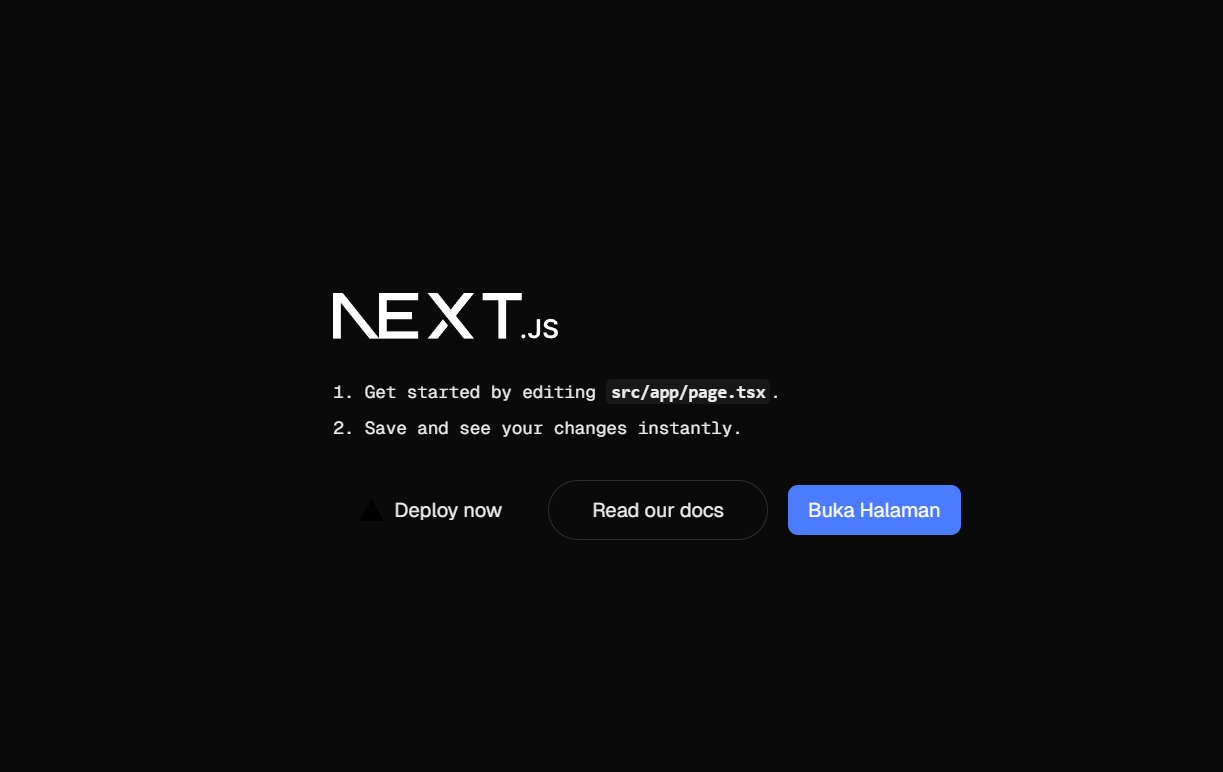 NEXT.JS
1. Get started by editing src/app/page.tsx.
2. Save and see your changes instantly.
Deploy now Read our docs Buka Halaman